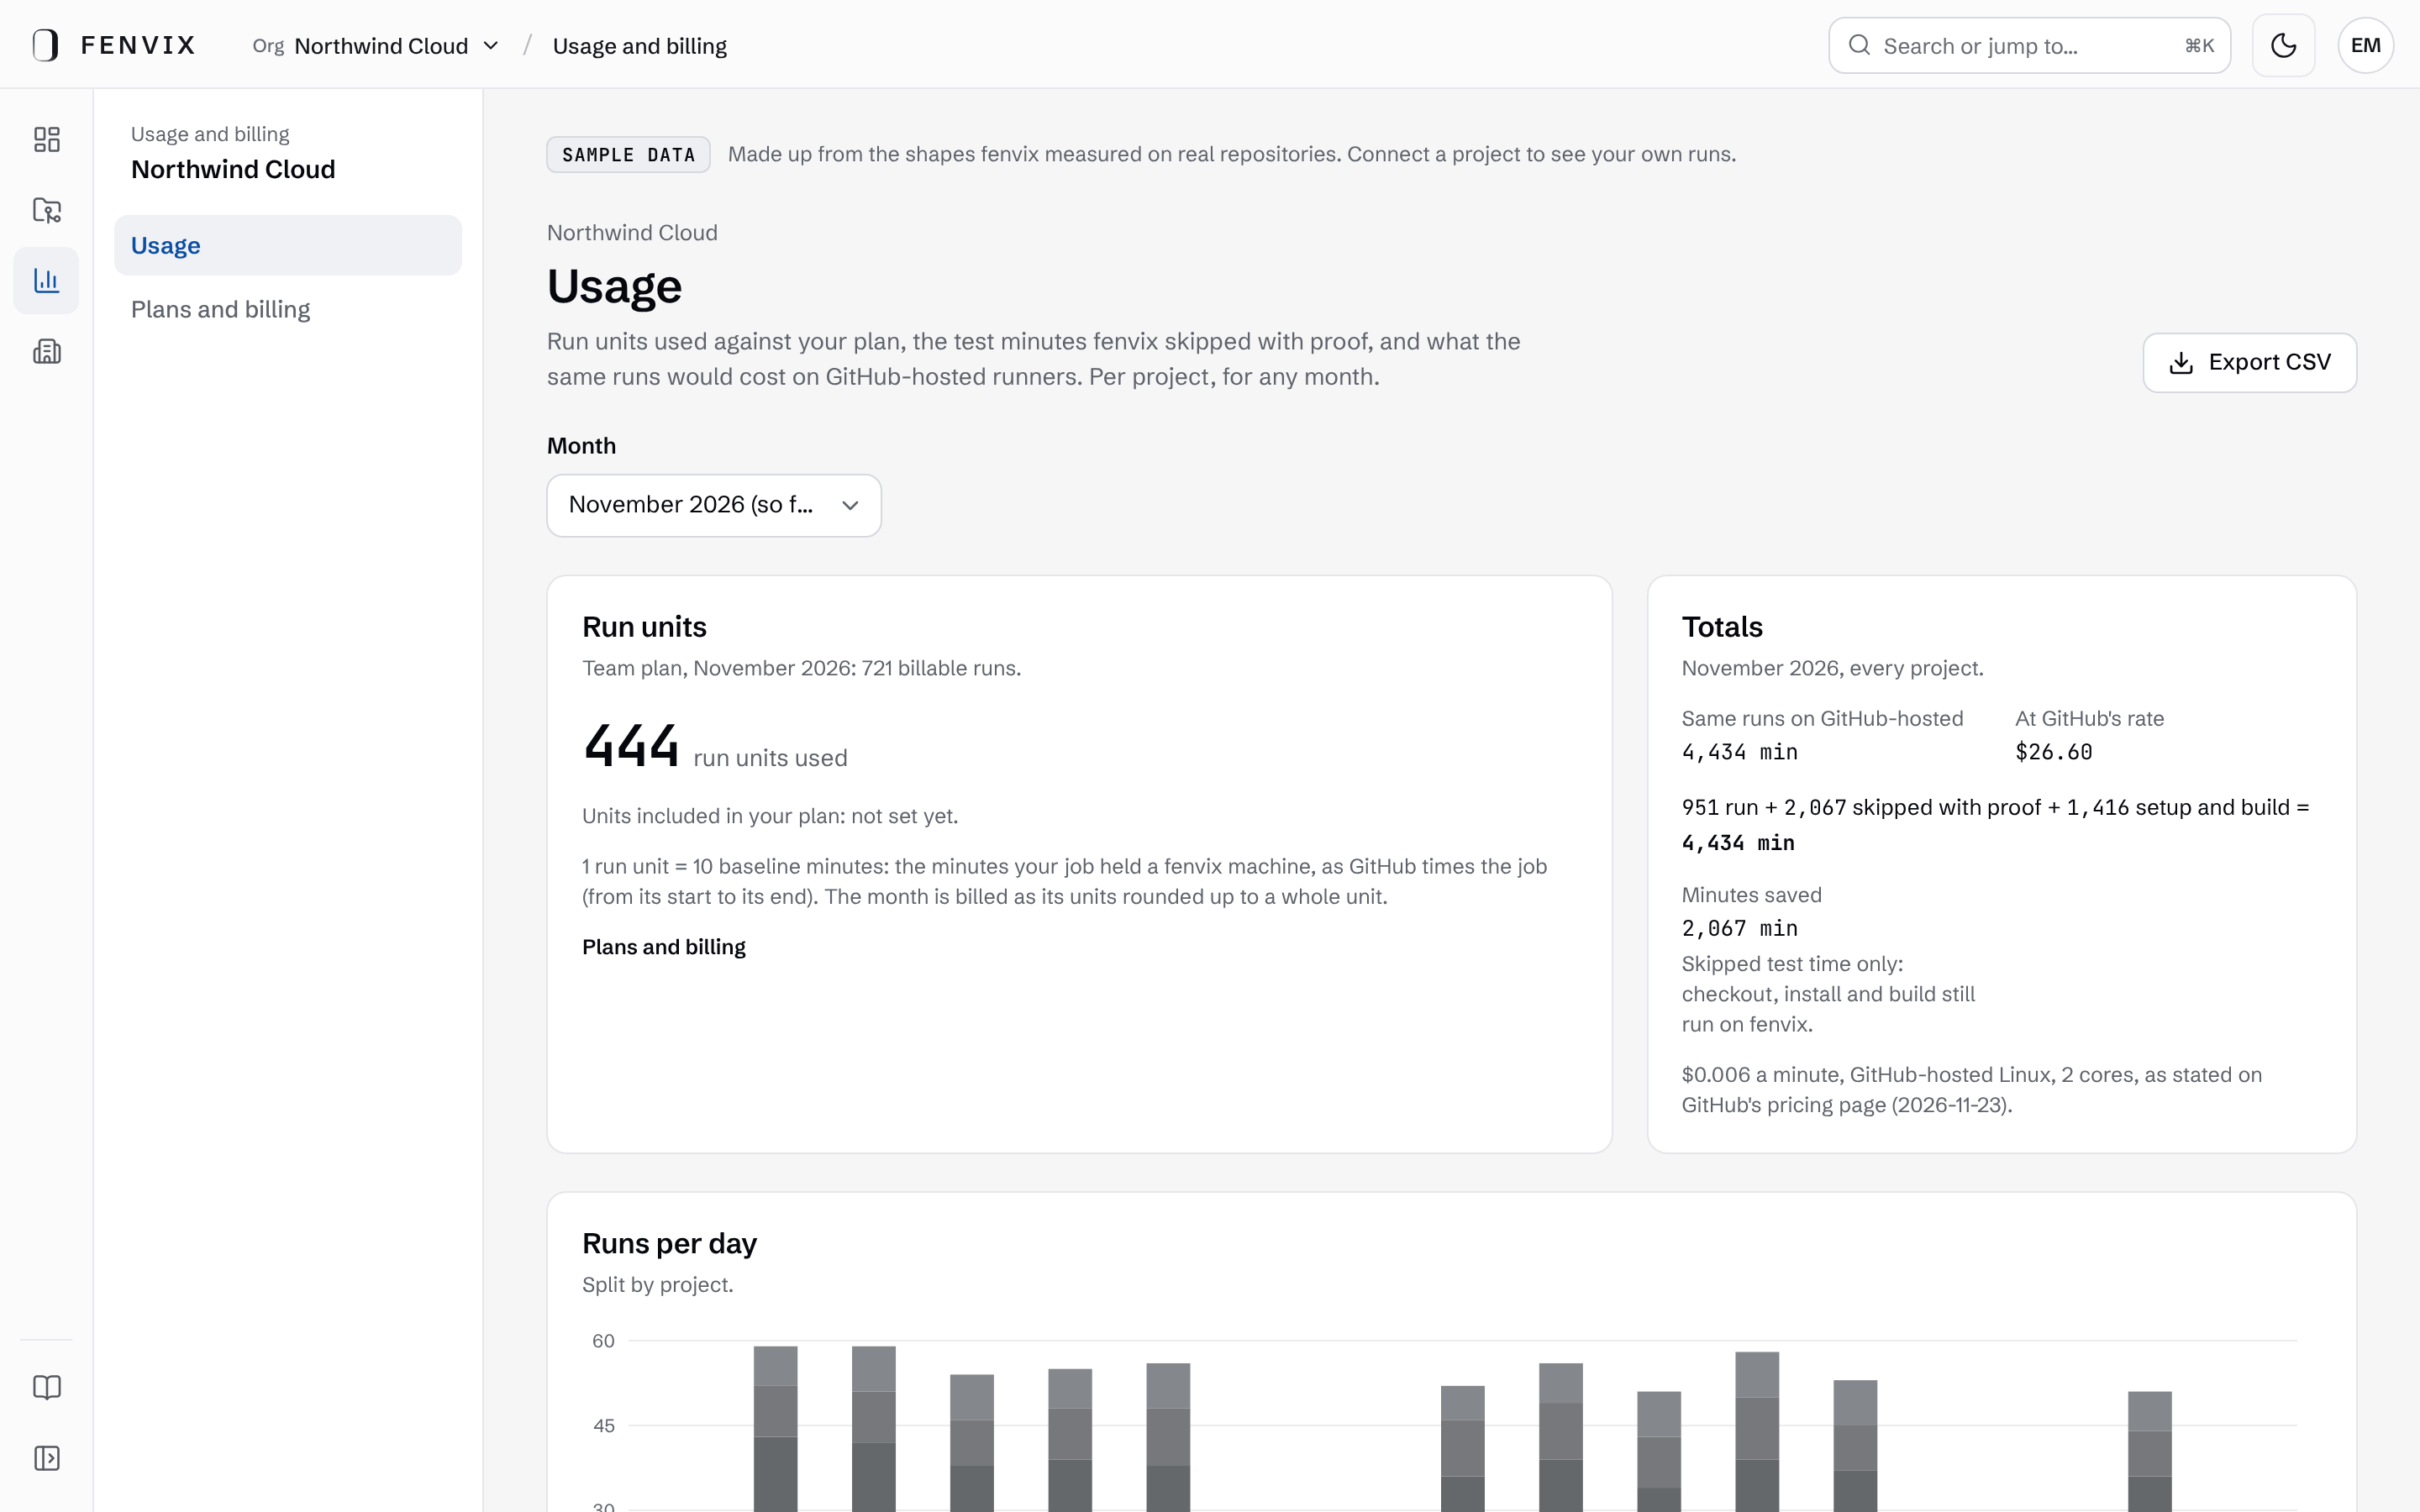 FENVIX
Org Northwind Cloud / Usage and billing
Search or jump to... ⌘K
EM
Usage and billing
Northwind Cloud
Usage
Plans and billing
SAMPLE DATA Made up from the shapes fenvix measured on real repositories. Connect a project to see your own runs.
Northwind Cloud
Usage
Run units used against your plan, the test minutes fenvix skipped with proof, and what the
same runs would cost on GitHub-hosted runners. Per project, for any month.
Export CSV
Month
November 2026 (so f...
Run units
Team plan, November 2026: 721 billable runs.
444 run units used
Units included in your plan: not set yet.
1 run unit = 10 baseline minutes: the minutes your job held a fenvix machine, as GitHub times the job
(from its start to its end). The month is billed as its units rounded up to a whole unit.
Plans and billing
Totals
November 2026, every project.
Same runs on GitHub-hosted
4,434 min
At GitHub's rate
$26.60
951 run + 2,067 skipped with proof + 1,416 setup and build =
4,434 min
Minutes saved
2,067 min
Skipped test time only:
checkout, install and build still
run on fenvix.
$0.006 a minute, GitHub-hosted Linux, 2 cores, as stated on
GitHub's pricing page (2026-11-23).
Runs per day
Split by project.
60
45
30